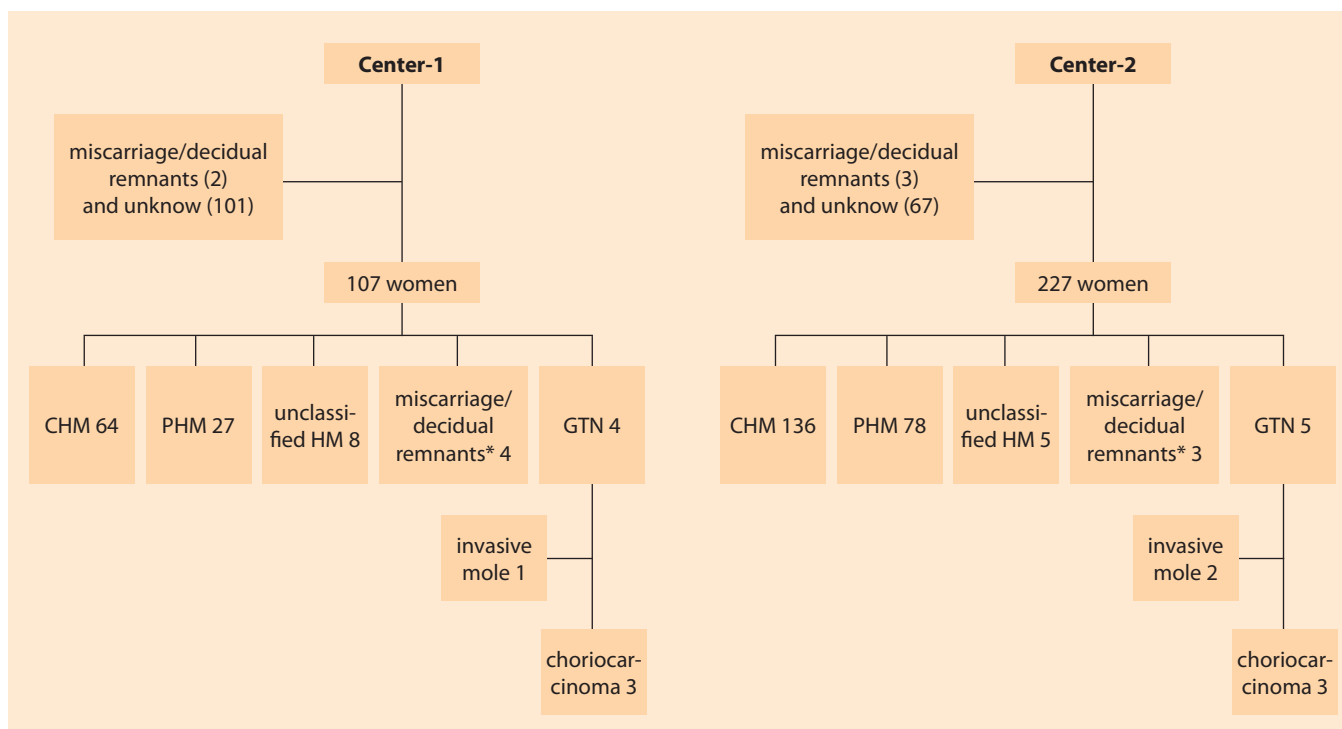 Center-1
miscarriage/decidual
remnants (2)
and unknow (101)
107 women
CHM 64
PHM 27
unclassi-
fied HM 8
miscarriage/
decidual
remnants* 4
GTN 4
invasive
mole 1
choriocar-
cinoma 3
Center-2
miscarriage/decidual
remnants (3)
and unknow (67)
227 women
CHM 136
PHM 78
unclassi-
fied HM 5
miscarriage/
decidual
remnants* 3
GTN 5
invasive
mole 2
choriocar-
cinoma 3